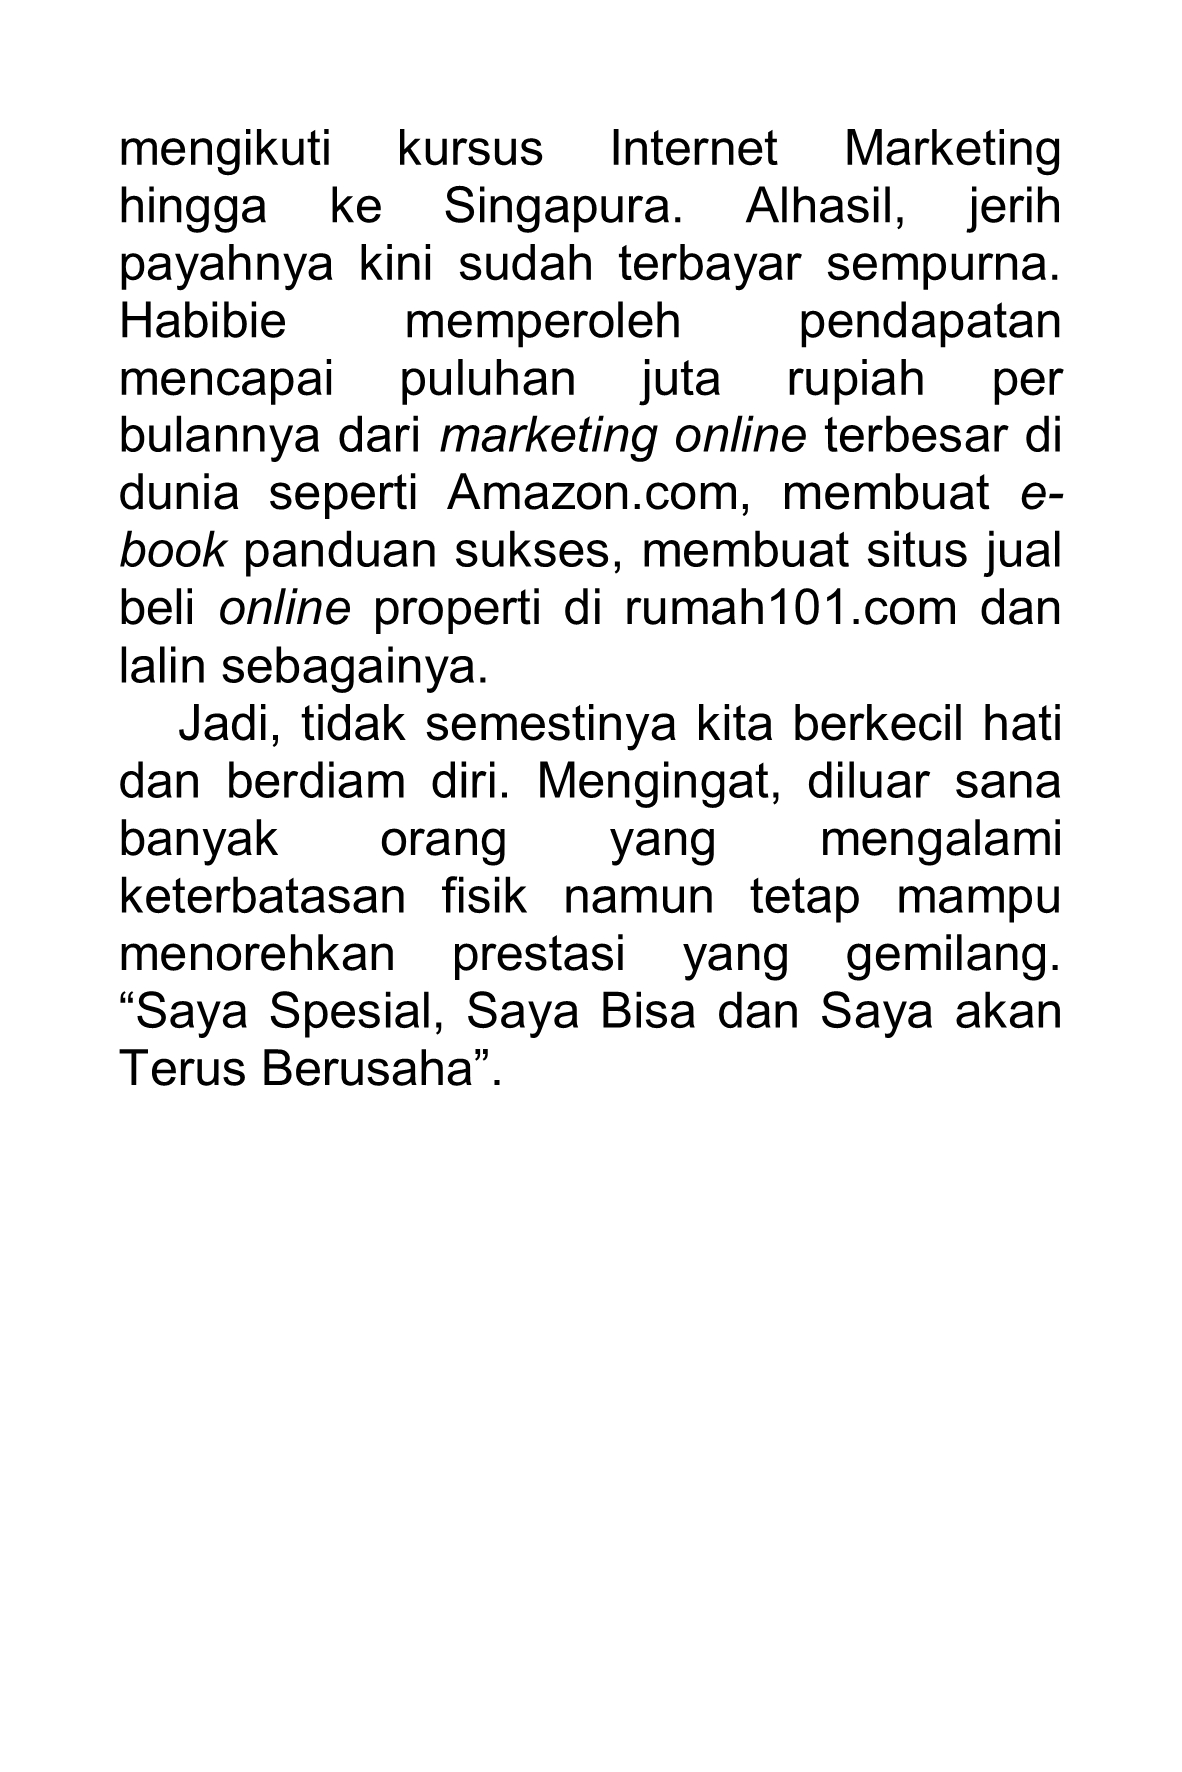 mengikuti kursus Internet Marketing
hingga ke Singapura. Alhasil, jerih
payahnya kini sudah terbayar sempurna.
Habibie memperoleh pendapatan
mencapai puluhan juta rupiah per
bulannya dari marketing online terbesar di
dunia seperti Amazon.com, membuat e-
book panduan sukses, membuat situs jual
beli online properti di rumah101.com dan
lalin sebagainya.
Jadi, tidak semestinya kita berkecil hati
dan berdiam diri. Mengingat, diluar sana
banyak orang yang mengalami
keterbatasan fisik namun tetap mampu
menorehkan prestasi yang gemilang.
“Saya Spesial, Saya Bisa dan Saya akan
Terus Berusaha”.